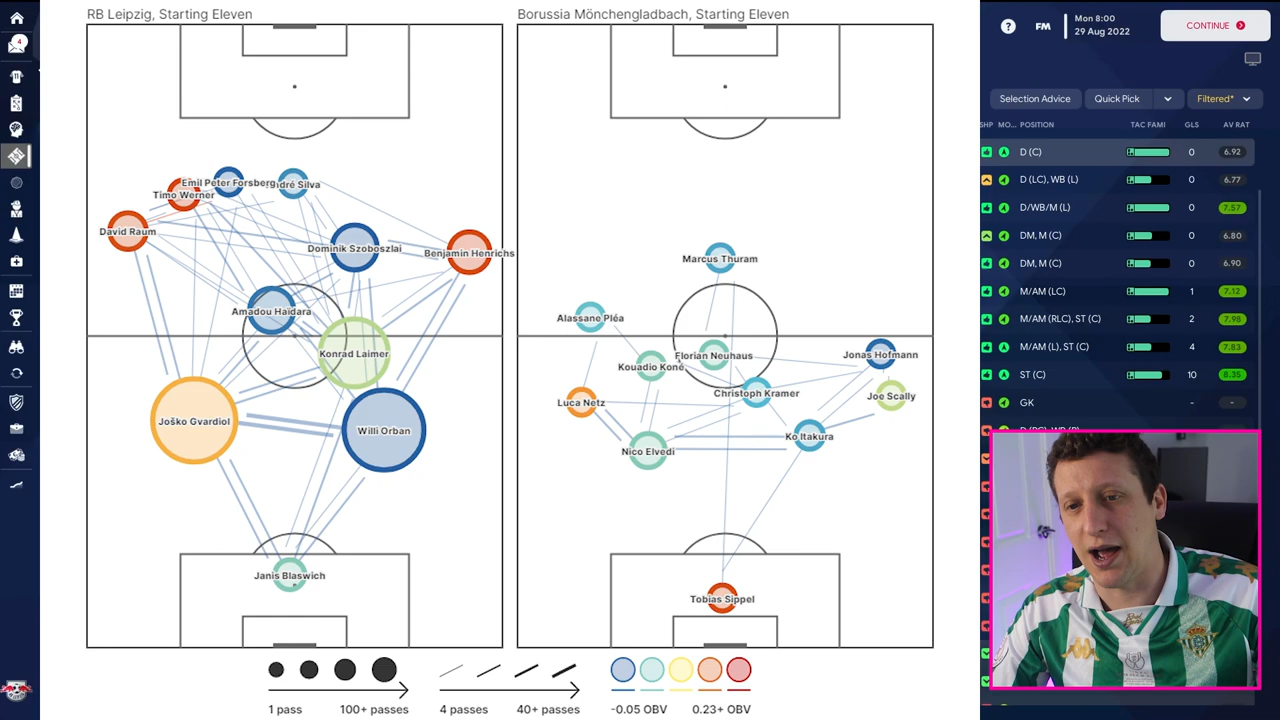 RB Leipzig, Starting Eleven
Borussia Mönchengladbach, Starting Eleven
Emil Peter Forsberg
dré Silva
Timo Werner
David Raum
Dominik Szoboszlai
Benjamin Henrichs
Amadou Haidara
Konrad Laimer
Joško Gvardiol
Willi Orban
Janis Blaswich
Marcus Thuram
Alassane Pléa
Florian Neuhaus
Jonas Hofmann
Kouadio Koné
Christoph Kramer
Joe Scally
Luca Netz
Ko Itakura
Nico Elvedi
Tobias Sippel
1 pass 100+ passes
4 passes 40+ passes
-0.05 OBV 0.23+ OBV
4
? FM Mon 8:00
29 Aug 2022
CONTINUE
Selection Advice Quick Pick Filtered*
SHP MO... POSITION TAC FAMI GLS AV RAT
D (C) 0 6.92
D (LC), WB (L) 0 6.77
D/WB/M (L) 0 7.57
DM, M (C) 0 6.80
DM, M (C) 0 6.90
M/AM (LC) 1 7.12
M/AM (RLC), ST (C) 2 7.98
M/AM (L), ST (C) 4 7.83
ST (C) 10 8.35
GK - -